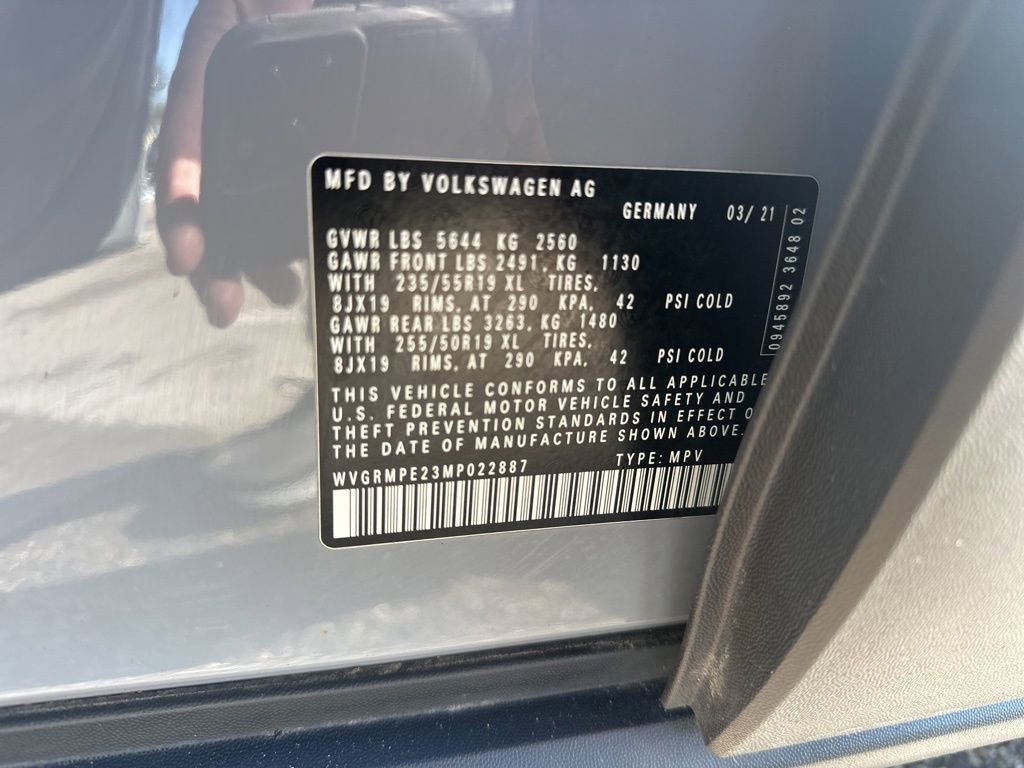 MFD BY VOLKSWAGEN AG
GERMANY 03/ 21
GVWR LBS 5644 KG 2560
GAWR FRONT LBS 2491, KG 1130
WITH 235/55R19 XL TIRES,
8JX19 RIMS, AT 290 KPA, 42 PSI COLD
GAWR REAR LBS 3263, KG 1480
WITH 255/50R19 XL TIRES,
8JX19 RIMS, AT 290 KPA, 42 PSI COLD
THIS VEHICLE CONFORMS TO ALL APPLICABLE
U.S. FEDERAL MOTOR VEHICLE SAFETY AND
THEFT PREVENTION STANDARDS IN EFFECT O
THE DATE OF MANUFACTURE SHOWN ABOVE.
WVGRMPE23MP022887 TYPE: MPV
0945892 3648 02